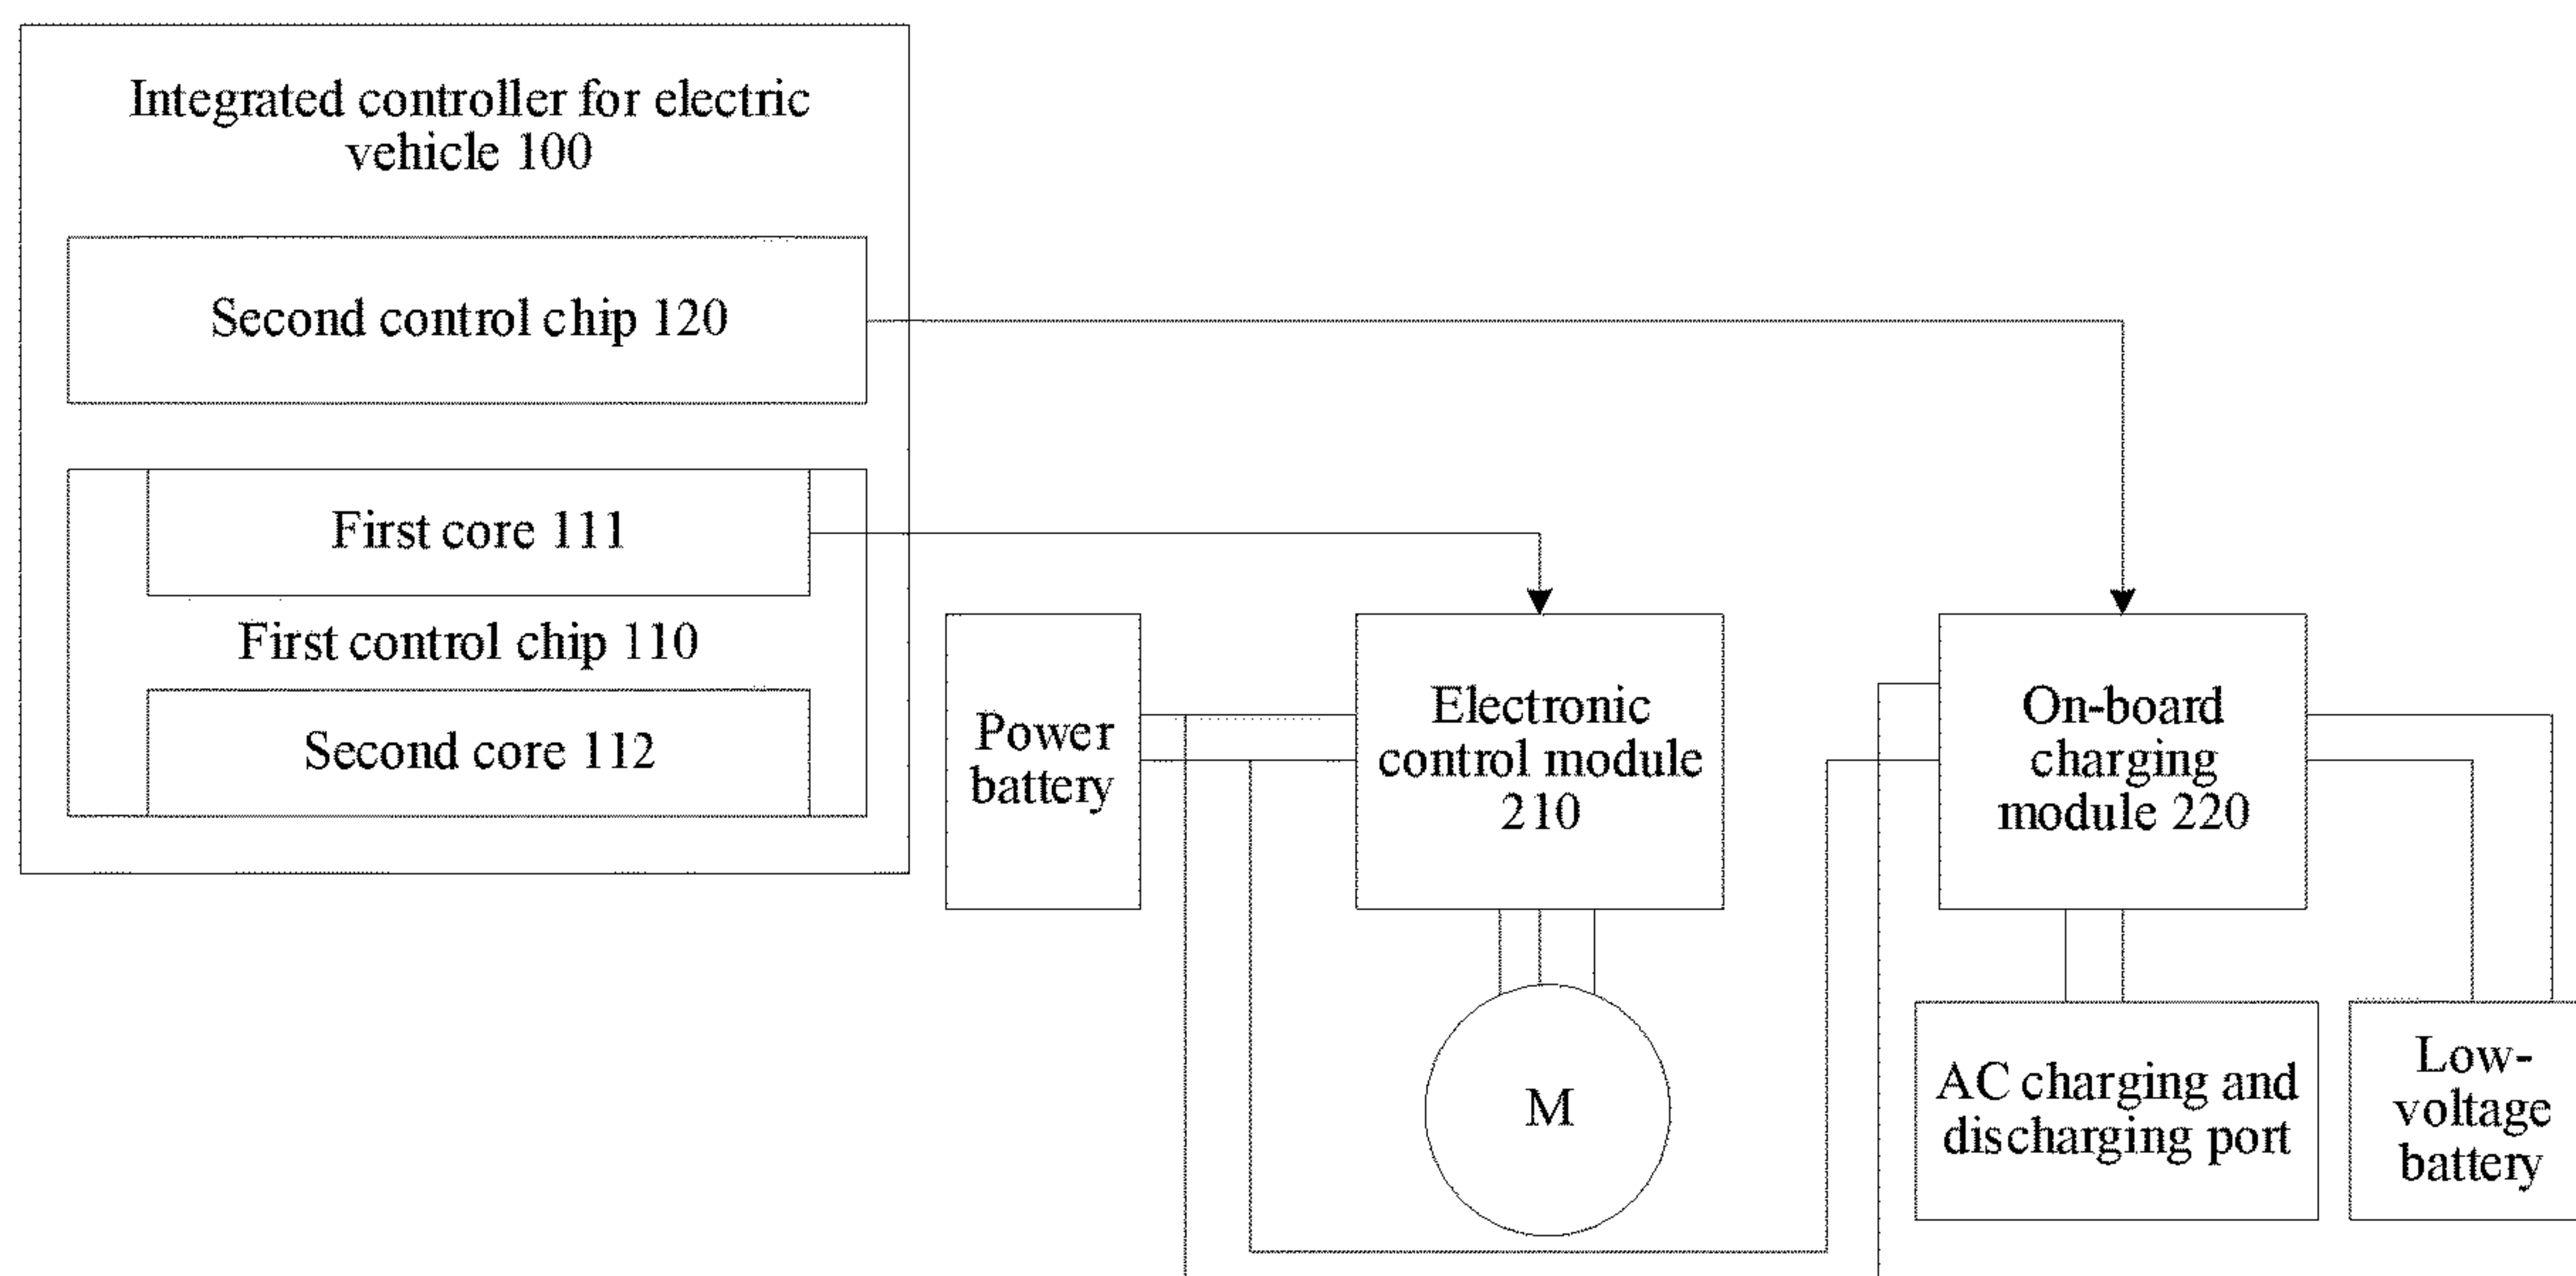 Integrated controller for electric
vehicle 100
Second control chip 120
First core 111
First control chip 110
Second core 112
Power
battery
Electronic
control module
210
On-board
charging
module 220
M
AC charging and
discharging port
Low-
voltage
battery